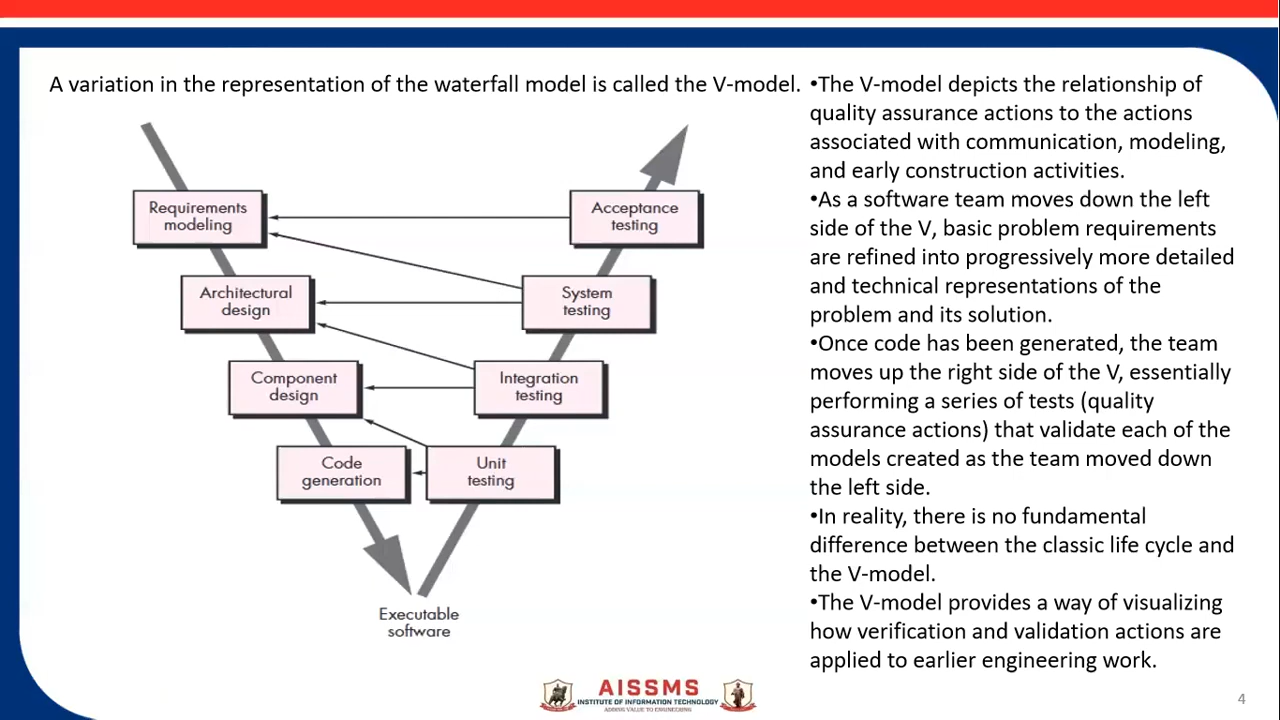 A variation in the representation of the waterfall model is called the V-model.
Requirements
modeling
Acceptance
testing
Architectural
design
System
testing
Component
design
Integration
testing
Code
generation
Unit
testing
Executable
software
•The V-model depicts the relationship of
quality assurance actions to the actions
associated with communication, modeling,
and early construction activities.
•As a software team moves down the left
side of the V, basic problem requirements
are refined into progressively more detailed
and technical representations of the
problem and its solution.
•Once code has been generated, the team
moves up the right side of the V, essentially
performing a series of tests (quality
assurance actions) that validate each of the
models created as the team moved down
the left side.
•In reality, there is no fundamental
difference between the classic life cycle and
the V-model.
•The V-model provides a way of visualizing
how verification and validation actions are
applied to earlier engineering work.
AISSMS
INSTITUTE OF INFORMATION TECHNOLOGY
ADDING VALUE TO ENGINEERING
4